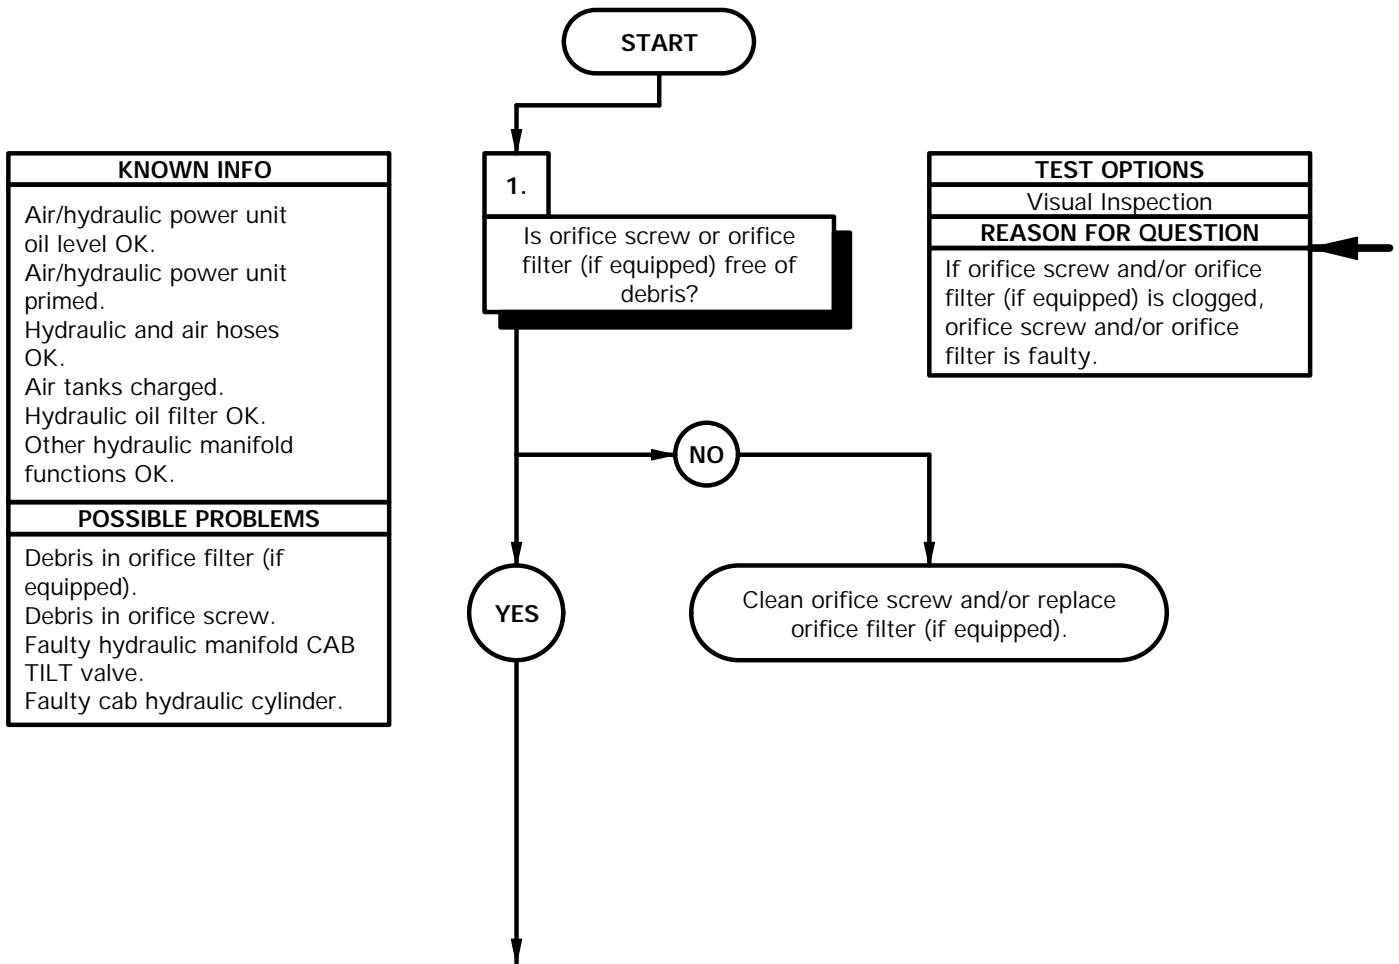 START
KNOWN INFO
Air/hydraulic power unit
oil level OK.
Air/hydraulic power unit
primed.
Hydraulic and air hoses
OK.
Air tanks charged.
Hydraulic oil filter OK.
Other hydraulic manifold
functions OK.
POSSIBLE PROBLEMS
Debris in orifice filter (if
equipped).
Debris in orifice screw.
Faulty hydraulic manifold CAB
TILT valve.
Faulty cab hydraulic cylinder.
1.
Is orifice screw or orifice
filter (if equipped) free of
debris?
TEST OPTIONS
Visual Inspection
REASON FOR QUESTION
If orifice screw and/or orifice
filter (if equipped) is clogged,
orifice screw and/or orifice
filter is faulty.
NO
YES
Clean orifice screw and/or replace
orifice filter (if equipped).